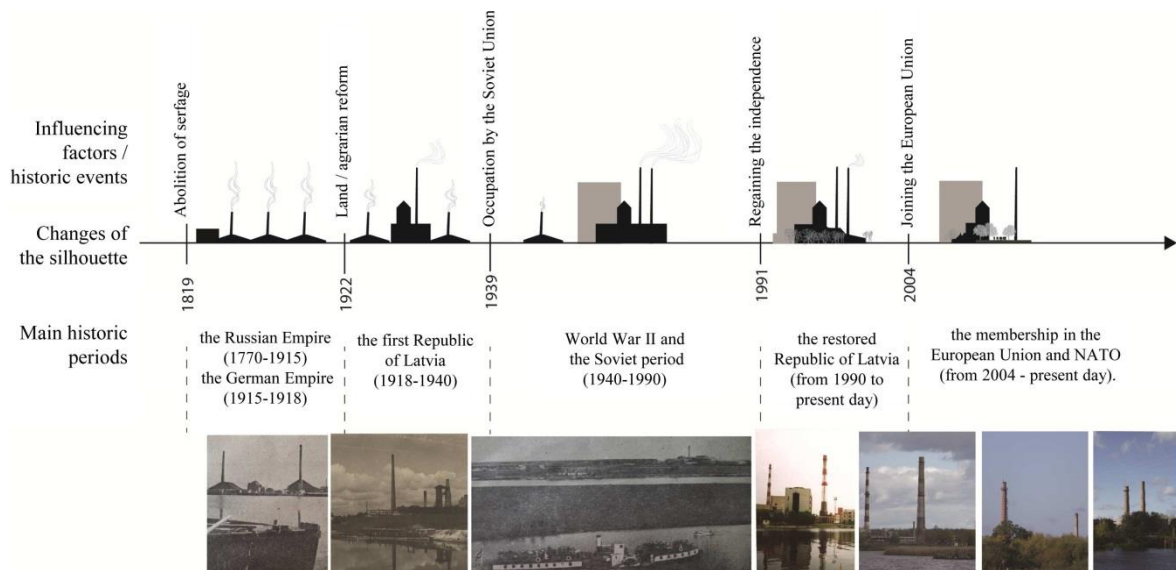 Influencing
factors /
historic events
Changes of
the silhouette
Main historic
periods
Abolition of serfage
Land / agrarian reform
Occupation by the Soviet Union
Regaining the independence
Joining the European Union
1819
1922
1939
1991
2004
the Russian Empire
(1770-1915)
the German Empire
(1915-1918)
the first Republic
of Latvia
(1918-1940)
World War II and
the Soviet period
(1940-1990)
the restored
Republic of Latvia
(from 1990 to
present day)
the membership in the
European Union and NATO
(from 2004 - present day).